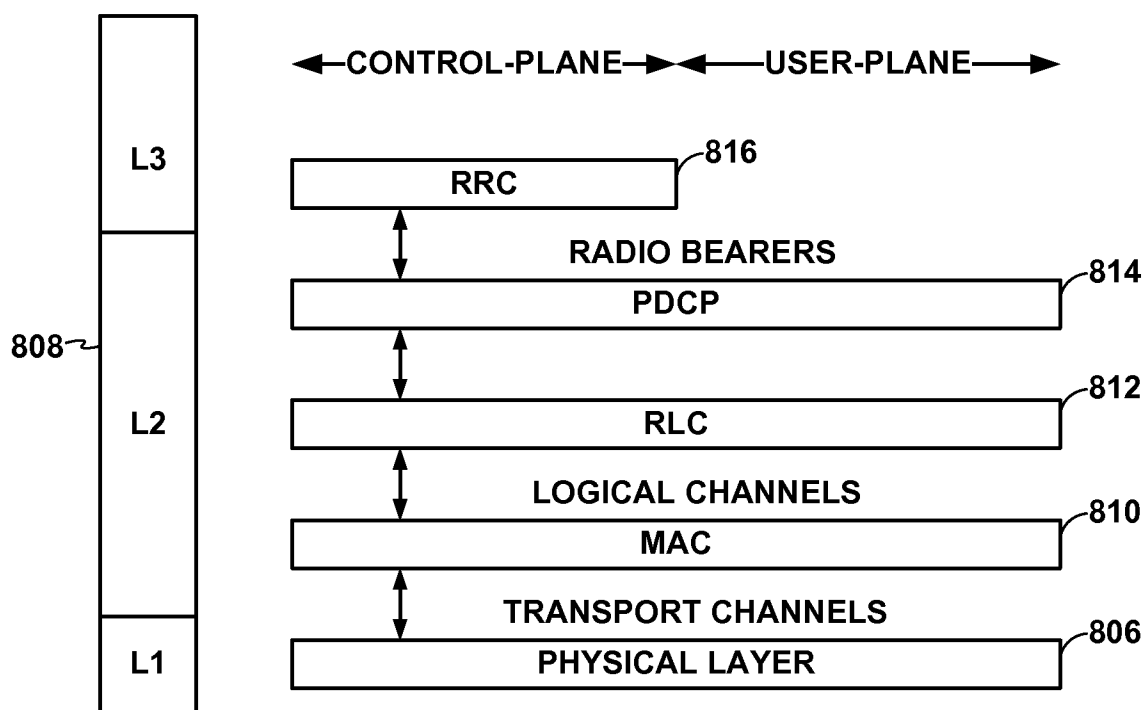 CONTROL-PLANE
USER-PLANE
L3
816
RRC
RADIO BEARERS
814
PDCP
808
812
L2
RLC
LOGICAL CHANNELS
810
MAC
TRANSPORT CHANNELS
806
L1
PHYSICAL LAYER